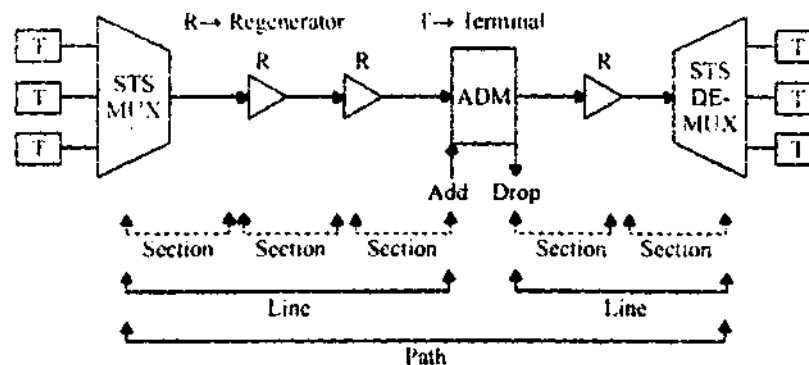 R→ Regenerator T→ Terminal
T T T
STS MUX
R R
ADM
R
STS DE-MUX
T T T
Add Drop
Section Section Section Section Section
Line Line
Path